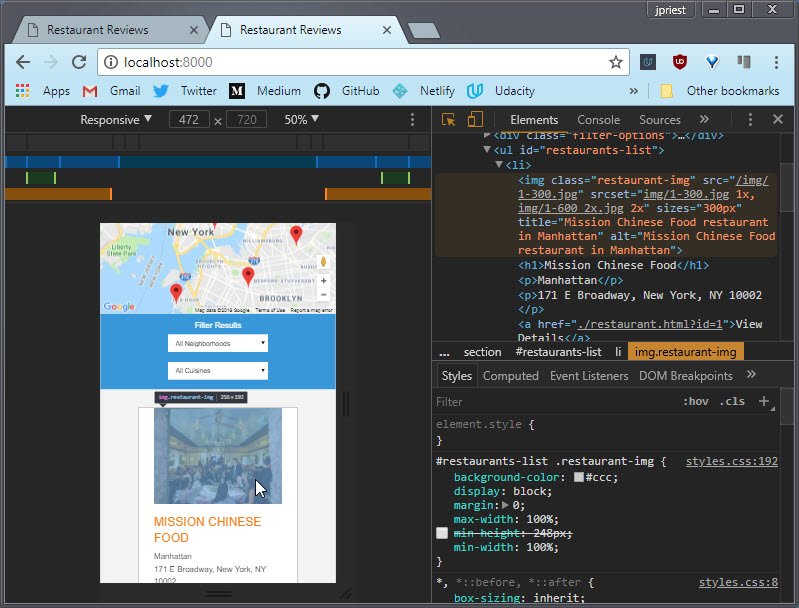 jpriest
Restaurant Reviews
Restaurant Reviews
localhost:8000
Apps Gmail Twitter Medium GitHub Netlify Udacity » Other bookmarks
Responsive ▼ 472 × 720 50% ▼
Elements Console Sources »
<div class="filter-options">…</div>
▼<ul id="restaurants-list">
▼<li>
<img class="restaurant-img" src="/img/
1-300.jpg" srcset="img/1-300.jpg 1x,
img/1-600_2x.jpg 2x" sizes="300px"
title="Mission Chinese Food restaurant
in Manhattan" alt="Mission Chinese Food
restaurant in Manhattan">
<h1>Mission Chinese Food</h1>
<p>Manhattan</p>
<p>171 E Broadway, New York, NY 10002
</p>
<a href="./restaurant.html?id=1">View
Details</a>
... section #restaurants-list li img.restaurant-img
Styles Computed Event Listeners DOM Breakpoints »
Filter :hov .cls +
element.style {
}
#restaurants-list .restaurant-img { styles.css:192
background-color: #ccc;
display: block;
margin:▶ 0;
max-width: 100%;
min-height: 248px;
min-width: 100%;
}
*, *::before, *::after { styles.css:8
box-sizing: inherit;
New York
Liberty
State Park
WILLIAMSBURG
BROOKLYN
HEIGHTS
BEDFORD-STUYVESANT
BROOKLYN
Google
Map data ©2018 Google Terms of Use Report a map error
Filter Results
All Neighborhoods
All Cuisines
img.restaurant-img | 256×192
MISSION CHINESE
FOOD
Manhattan
171 E Broadway, New York, NY
10002